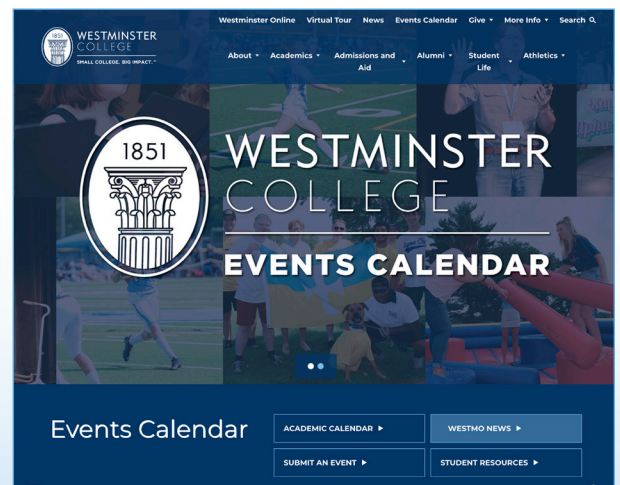 Westminster Online Virtual Tour News Events Calendar Give More Info Search
1851
WESTMINSTER
COLLEGE
SMALL COLLEGE. BIG IMPACT.™
About Academics Admissions and Aid Alumni Student Life Athletics
1851
WESTMINSTER
COLLEGE
EVENTS CALENDAR
Events Calendar
ACADEMIC CALENDAR ▶
WESTMO NEWS ▶
SUBMIT AN EVENT ▶
STUDENT RESOURCES ▶